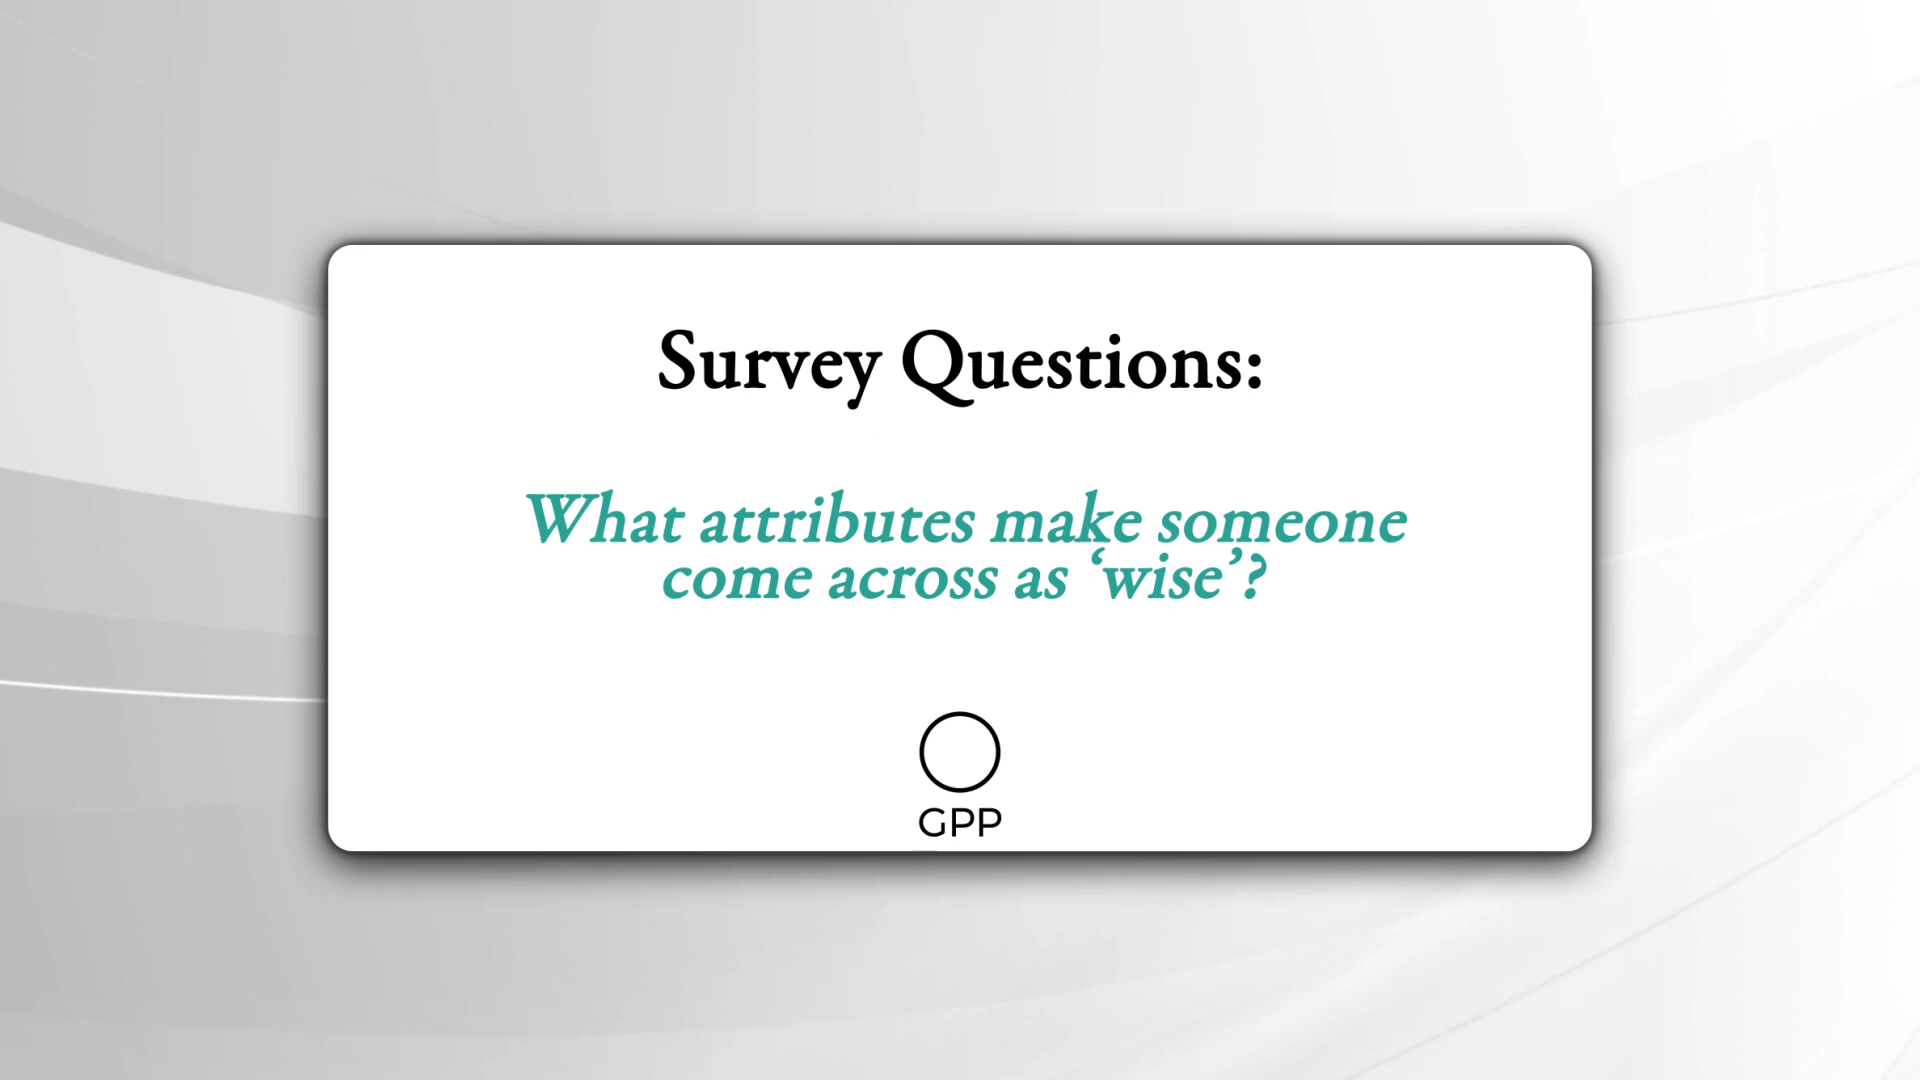 Survey Questions:
What attributes make someone
come across as ‘wise’?
GPP